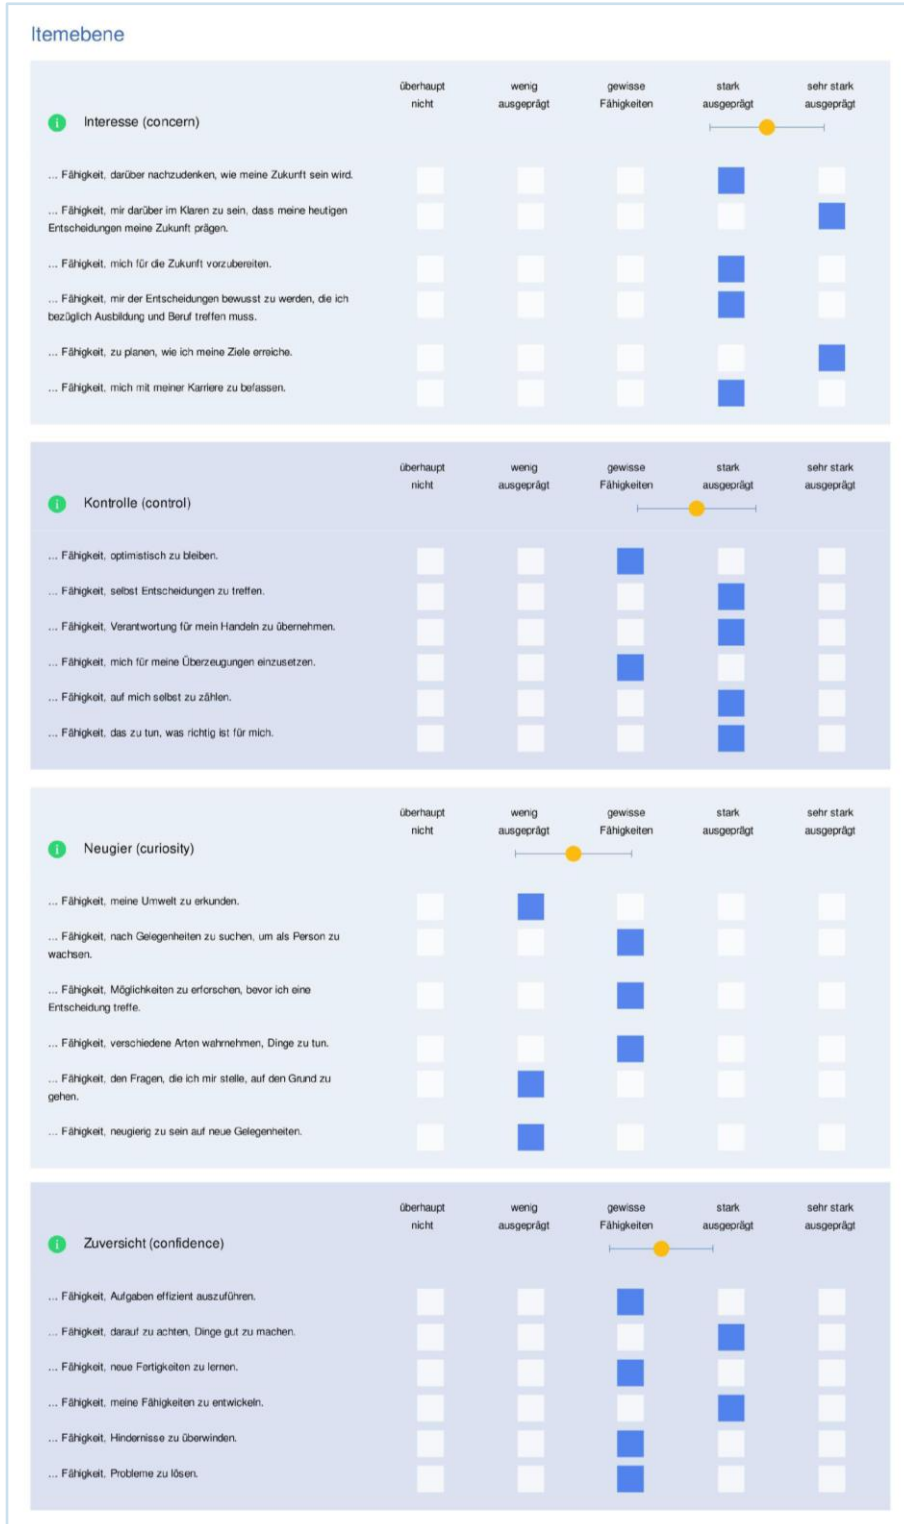 Itemebene
überhaupt nicht
wenig ausgeprägt
gewisse Fähigkeiten
stark ausgeprägt
sehr stark ausgeprägt
i Interesse (concern)
... Fähigkeit, darüber nachzudenken, wie meine Zukunft sein wird.
... Fähigkeit, mir darüber im Klaren zu sein, dass meine heutigen
Entscheidungen meine Zukunft prägen.
... Fähigkeit, mich für die Zukunft vorzubereiten.
... Fähigkeit, mir der Entscheidungen bewusst zu werden, die ich
bezüglich Ausbildung und Beruf treffen muss.
... Fähigkeit, zu planen, wie ich meine Ziele erreiche.
... Fähigkeit, mich mit meiner Karriere zu befassen.
überhaupt nicht
wenig ausgeprägt
gewisse Fähigkeiten
stark ausgeprägt
sehr stark ausgeprägt
i Kontrolle (control)
... Fähigkeit, optimistisch zu bleiben.
... Fähigkeit, selbst Entscheidungen zu treffen.
... Fähigkeit, Verantwortung für mein Handeln zu übernehmen.
... Fähigkeit, mich für meine Überzeugungen einzusetzen.
... Fähigkeit, auf mich selbst zu zählen.
... Fähigkeit, das zu tun, was richtig ist für mich.
überhaupt nicht
wenig ausgeprägt
gewisse Fähigkeiten
stark ausgeprägt
sehr stark ausgeprägt
i Neugier (curiosity)
... Fähigkeit, meine Umwelt zu erkunden.
... Fähigkeit, nach Gelegenheiten zu suchen, um als Person zu
wachsen.
... Fähigkeit, Möglichkeiten zu erforschen, bevor ich eine
Entscheidung treffe.
... Fähigkeit, verschiedene Arten wahrnehmen, Dinge zu tun.
... Fähigkeit, den Fragen, die ich mir stelle, auf den Grund zu
gehen.
... Fähigkeit, neugierig zu sein auf neue Gelegenheiten.
überhaupt nicht
wenig ausgeprägt
gewisse Fähigkeiten
stark ausgeprägt
sehr stark ausgeprägt
i Zuversicht (confidence)
... Fähigkeit, Aufgaben effizient auszuführen.
... Fähigkeit, darauf zu achten, Dinge gut zu machen.
... Fähigkeit, neue Fertigkeiten zu lernen.
... Fähigkeit, meine Fähigkeiten zu entwickeln.
... Fähigkeit, Hindernisse zu überwinden.
... Fähigkeit, Probleme zu lösen.